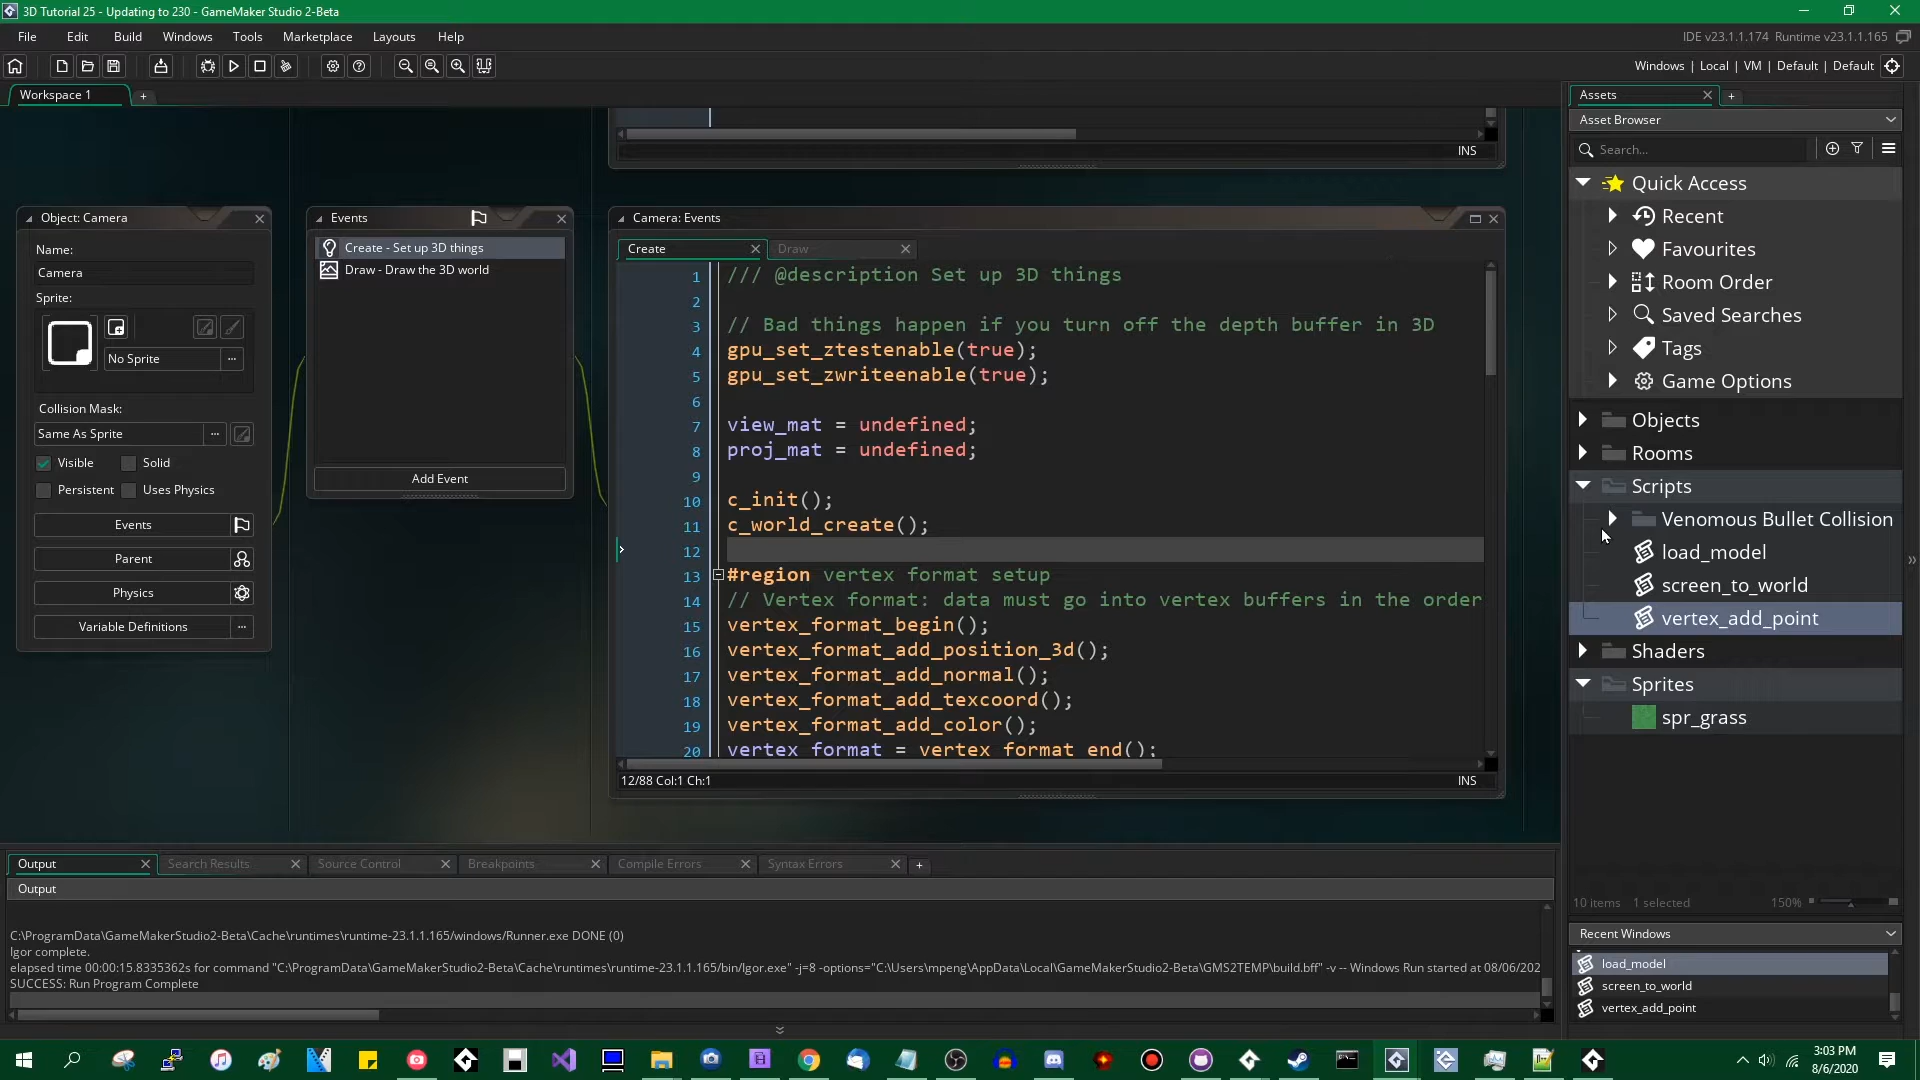 3D Tutorial 25 - Updating to 230 - GameMaker Studio 2-Beta
File Edit Build Windows Tools Marketplace Layouts Help
IDE v23.1.1.174 Runtime v23.1.1.165
Windows | Local | VM | Default | Default
Workspace 1
INS
Object: Camera
Name:
Camera
Sprite:
No Sprite
Collision Mask:
Same As Sprite
Visible Solid
Persistent Uses Physics
Events
Parent
Physics
Variable Definitions
Events
Create - Set up 3D things
Draw - Draw the 3D world
Add Event
Camera: Events
Create Draw
1 /// @description Set up 3D things
2
3 // Bad things happen if you turn off the depth buffer in 3D
4 gpu_set_ztestenable(true);
5 gpu_set_zwriteenable(true);
6
7 view_mat = undefined;
8 proj_mat = undefined;
9
10 c_init();
11 c_world_create();
12
13 #region vertex format setup
14 // Vertex format: data must go into vertex buffers in the order
15 vertex_format_begin();
16 vertex_format_add_position_3d();
17 vertex_format_add_normal();
18 vertex_format_add_texcoord();
19 vertex_format_add_color();
20 vertex_format = vertex_format_end();
12/88 Col:1 Ch:1 INS
Assets
Asset Browser
Search...
Quick Access
Recent
Favourites
Room Order
Saved Searches
Tags
Game Options
Objects
Rooms
Scripts
Venomous Bullet Collision
load_model
screen_to_world
vertex_add_point
Shaders
Sprites
spr_grass
10 items 1 selected 150%
Recent Windows
load_model
screen_to_world
vertex_add_point
Output Search Results Source Control Breakpoints Compile Errors Syntax Errors
Output
C:\ProgramData\GameMakerStudio2-Beta\Cache\runtimes\runtime-23.1.1.165/windows/Runner.exe DONE (0)
Igor complete.
elapsed time 00:00:15.8335362s for command "C:\ProgramData\GameMakerStudio2-Beta\Cache\runtimes\runtime-23.1.1.165/bin/Igor.exe" -j=8 -options="C:\Users\mpeng\AppData\Local\GameMakerStudio2-Beta\GMS2TEMP\build.bff" -v -- Windows Run started at 08/06/202
SUCCESS: Run Program Complete
3:03 PM
8/6/2020